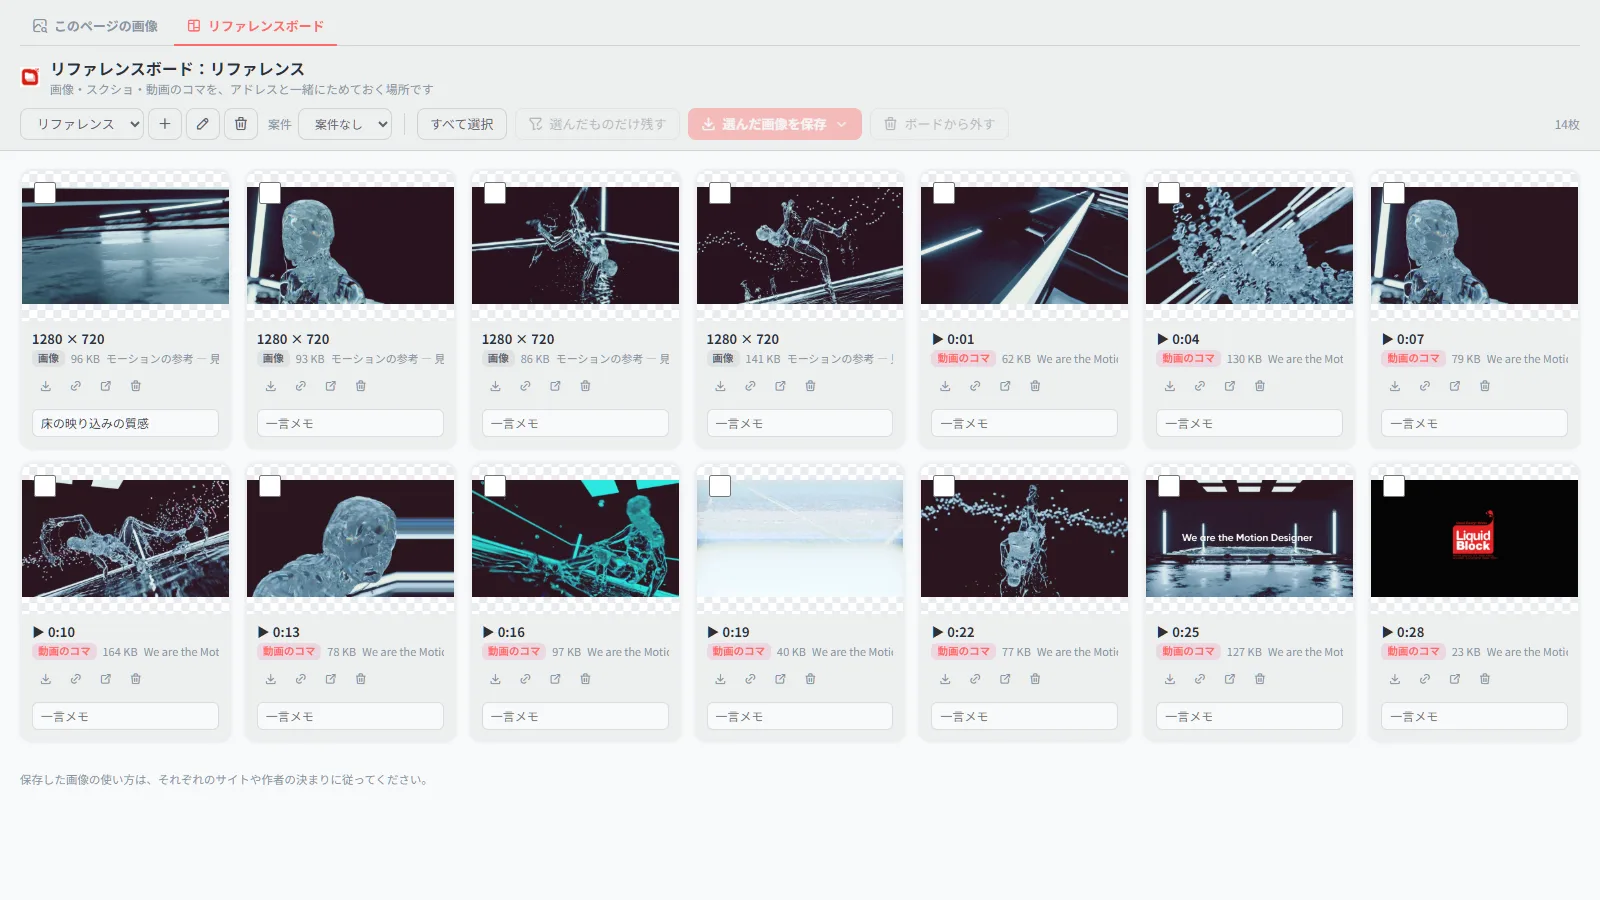 このページの画像
リファレンスボード
リファレンスボード：リファレンス
画像・スクショ・動画のコマを、アドレスと一緒にためておく場所です
リファレンス
案件
案件なし
すべて選択
選んだものだけ残す
選んだ画像を保存
ボードから外す
14枚
1280 × 720
画像 96 KB モーションの参考 — 見
床の映り込みの質感
1280 × 720
画像 93 KB モーションの参考 — 見
一言メモ
1280 × 720
画像 86 KB モーションの参考 — 見
一言メモ
1280 × 720
画像 141 KB モーションの参考 —
一言メモ
▶ 0:01
動画のコマ 62 KB We are the Motic
一言メモ
▶ 0:04
動画のコマ 130 KB We are the Mot
一言メモ
▶ 0:07
動画のコマ 79 KB We are the Motic
一言メモ
▶ 0:10
動画のコマ 164 KB We are the Mot
一言メモ
▶ 0:13
動画のコマ 78 KB We are the Motic
一言メモ
▶ 0:16
動画のコマ 97 KB We are the Motic
一言メモ
▶ 0:19
動画のコマ 40 KB We are the Motic
一言メモ
▶ 0:22
動画のコマ 77 KB We are the Motic
一言メモ
We are the Motion Designer
▶ 0:25
動画のコマ 127 KB We are the Mot
一言メモ
Liquid
Block
▶ 0:28
動画のコマ 23 KB We are the Motic
一言メモ
保存した画像の使い方は、それぞれのサイトや作者の決まりに従ってください。